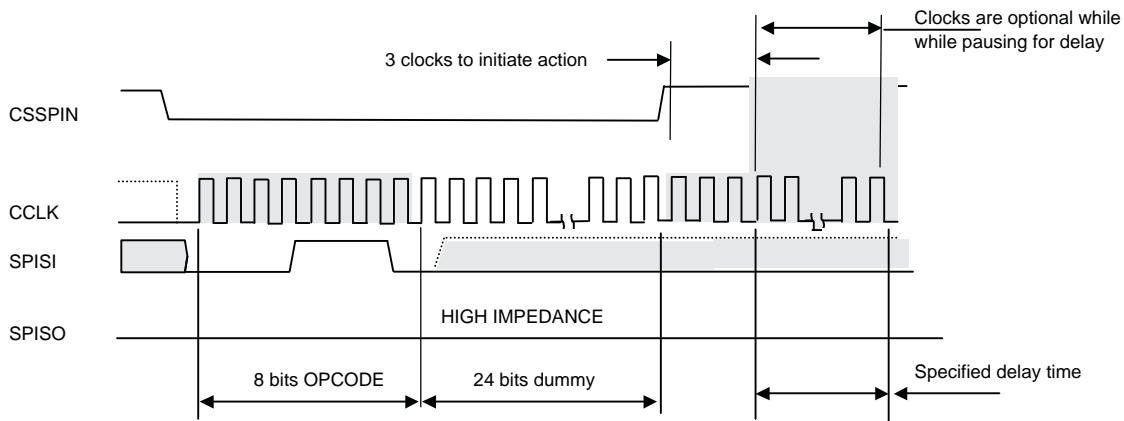 Clocks are optional while
while pausing for delay
3 clocks to initiate action
CSSPIN
CCLK
SPISI
HIGH IMPEDANCE
SPISO
8 bits OPCODE
24 bits dummy
Specified delay time